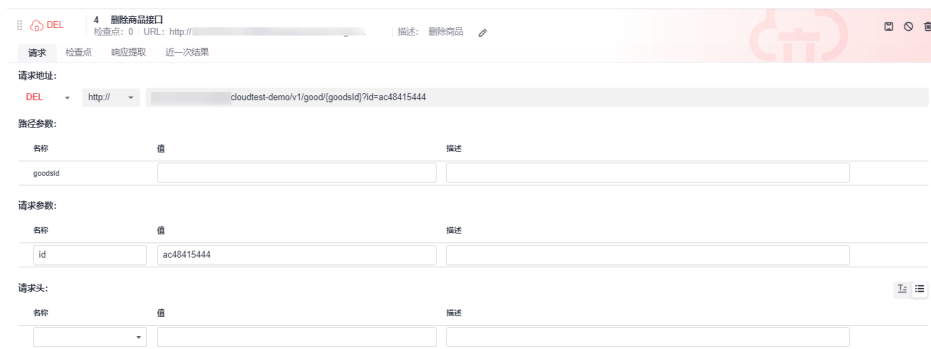 DEL 4 删除商品接口
检查点: 0 URL: http:// 描述: 删除商品
请求 检查点 响应提取 近一次结果
请求地址:
DEL http:// cloudtest-demo/v1/good/{goodsId}?id=ac48415444
路径参数:
名称 值 描述
goodsId
请求参数:
名称 值 描述
id ac48415444
请求头:
名称 值 描述